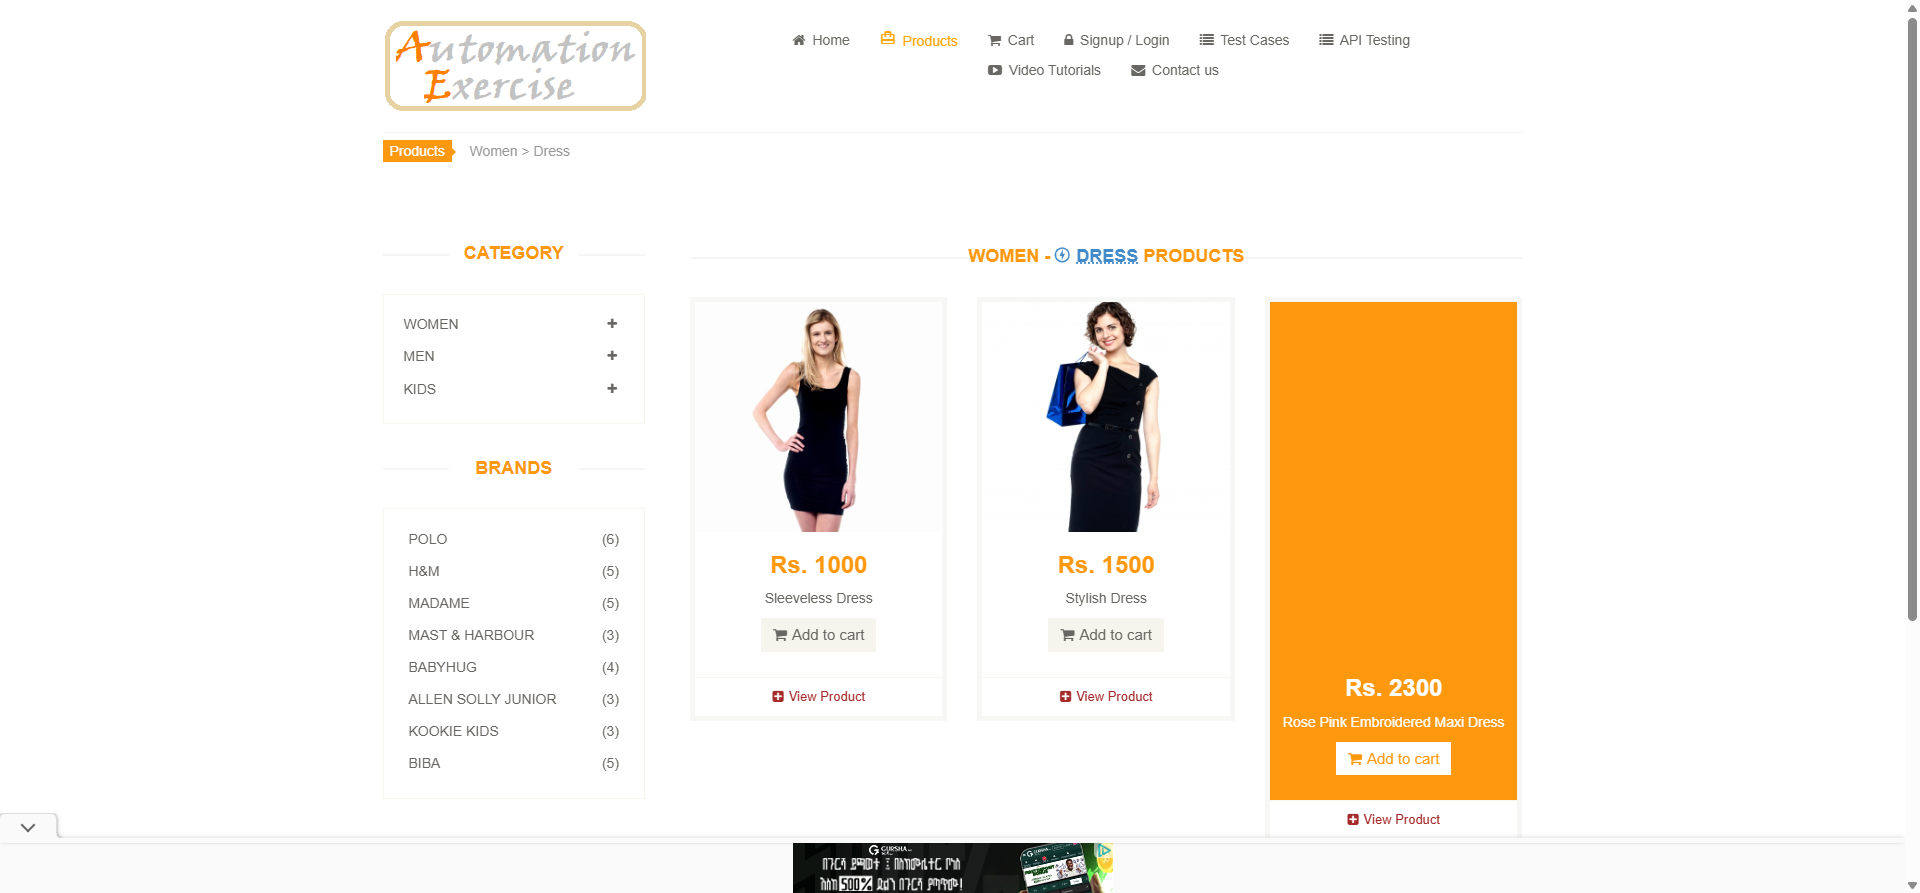 Automation
Exercise
Home
Products
Cart
Signup / Login
Test Cases
API Testing
Video Tutorials
Contact us
Products
Women > Dress
CATEGORY
WOMEN
MEN
KIDS
BRANDS
POLO (6)
H&M (5)
MADAME (5)
MAST & HARBOUR (3)
BABYHUG (4)
ALLEN SOLLY JUNIOR (3)
KOOKIE KIDS (3)
BIBA (5)
WOMEN - DRESS PRODUCTS
Rs. 1000
Sleeveless Dress
Add to cart
View Product
Rs. 1500
Stylish Dress
Add to cart
View Product
Rs. 2300
Rose Pink Embroidered Maxi Dress
Add to cart
View Product
GURSHA
500%